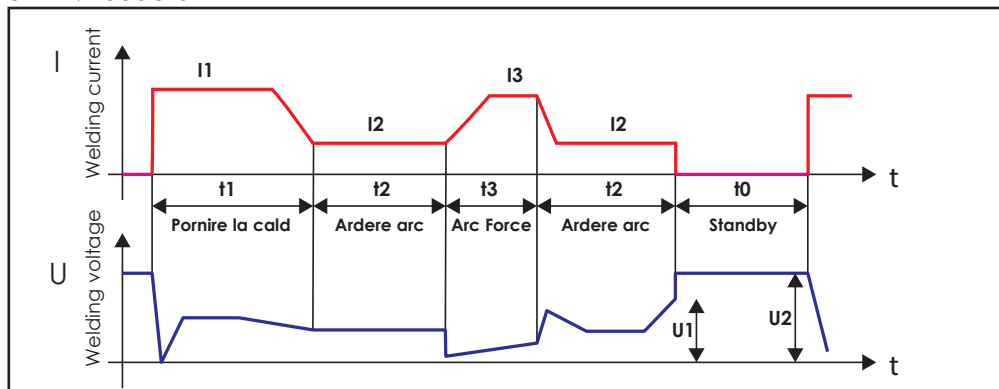 I
Welding current
I1
I2
I3
I2
t
t1
t2
t3
t2
t0
Pornire la cald
Ardere arc
Arc Force
Ardere arc
Standby
U
Welding voltage
U1
U2
t